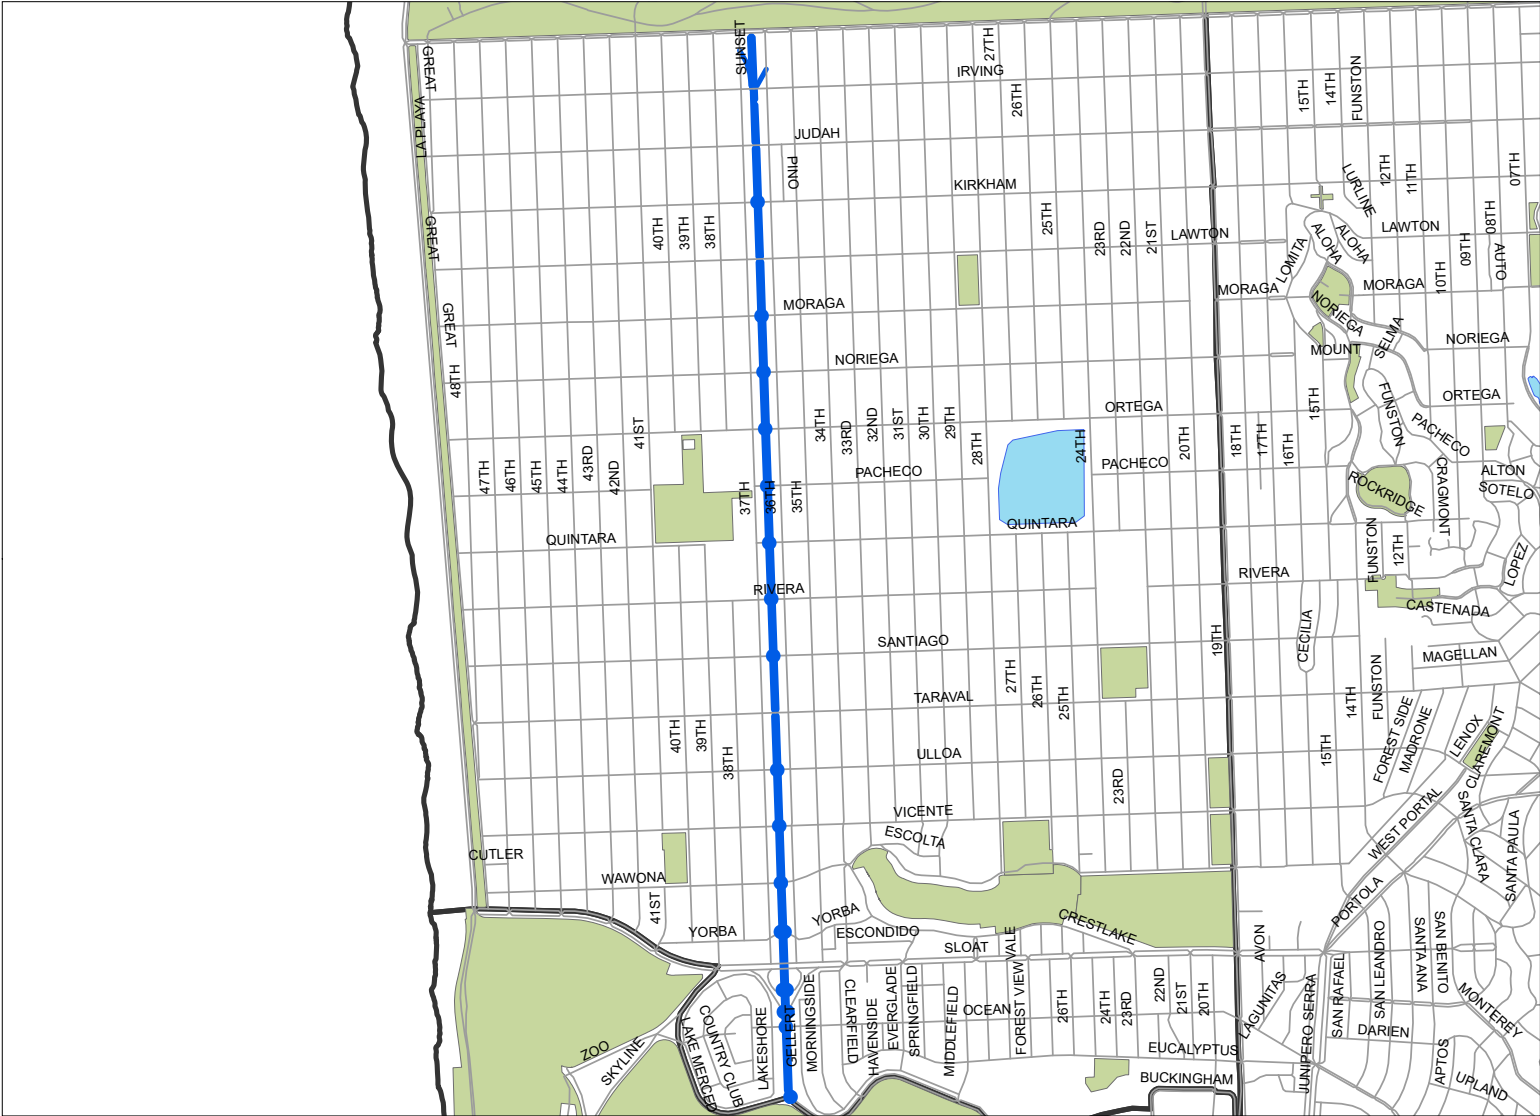 SUNSET
27TH
GREAT
IRVING
26TH
15TH
14TH
FUNSTON
LA PLAYA
JUDAH
PINO
KIRKHAM
LURLINE
12TH
11TH
07TH
GREAT
40TH
39TH
38TH
25TH
23RD
22ND
21ST
LAWTON
LOMITA
ALOHA
ALOHA
LAWTON
10TH
09TH
08TH
AUTO
GREAT
MORAGA
MORAGA
NORIEGA
MORAGA
48TH
NORIEGA
MOUNT
SELMA
NORIEGA
41ST
34TH
33RD
32ND
31ST
30TH
29TH
28TH
ORTEGA
24TH
20TH
18TH
17TH
16TH
15TH
FUNSTON
ORTEGA
PACHECO
47TH
46TH
45TH
44TH
43RD
42ND
37TH
36TH
35TH
PACHECO
PACHECO
ROCKRIDGE
CRAGMONT
ALTON
SOTELO
QUINTARA
QUINTARA
FUNSTON
12TH
LOPEZ
RIVERA
RIVERA
CASTENADA
SANTIAGO
19TH
CECILIA
MAGELLAN
27TH
26TH
25TH
TARAVAL
14TH
FUNSTON
FOREST SIDE
MADRONE
LENOX
CLAREMONT
40TH
39TH
38TH
ULLOA
23RD
15TH
VICENTE
ESCOLTA
WEST PORTAL
SANTA CLARA
SANTA PAULA
CUTLER
WAWONA
41ST
YORBA
YORBA
ESCONDIDO
SLOAT
VALE
CRESTLAKE
AVON
PORTOLA
SAN LEANDRO
SANTA ANA
SAN BENITO
LAKE MERCED
COUNTRY CLUB
LAKESHORE
GELLERT
MORNINGSIDE
CLEARFIELD
HAVENSIDE
EVERGLADE
SPRINGFIELD
MIDDLEFIELD
OCEAN
FOREST VIEW
26TH
24TH
23RD
22ND
21ST
20TH
LAGUNITAS
JUNIPERO SERRA
SAN RAFAEL
DARIEN
MONTEREY
ZOO
SKYLINE
EUCALYPTUS
BUCKINGHAM
APTOS
UPLAND